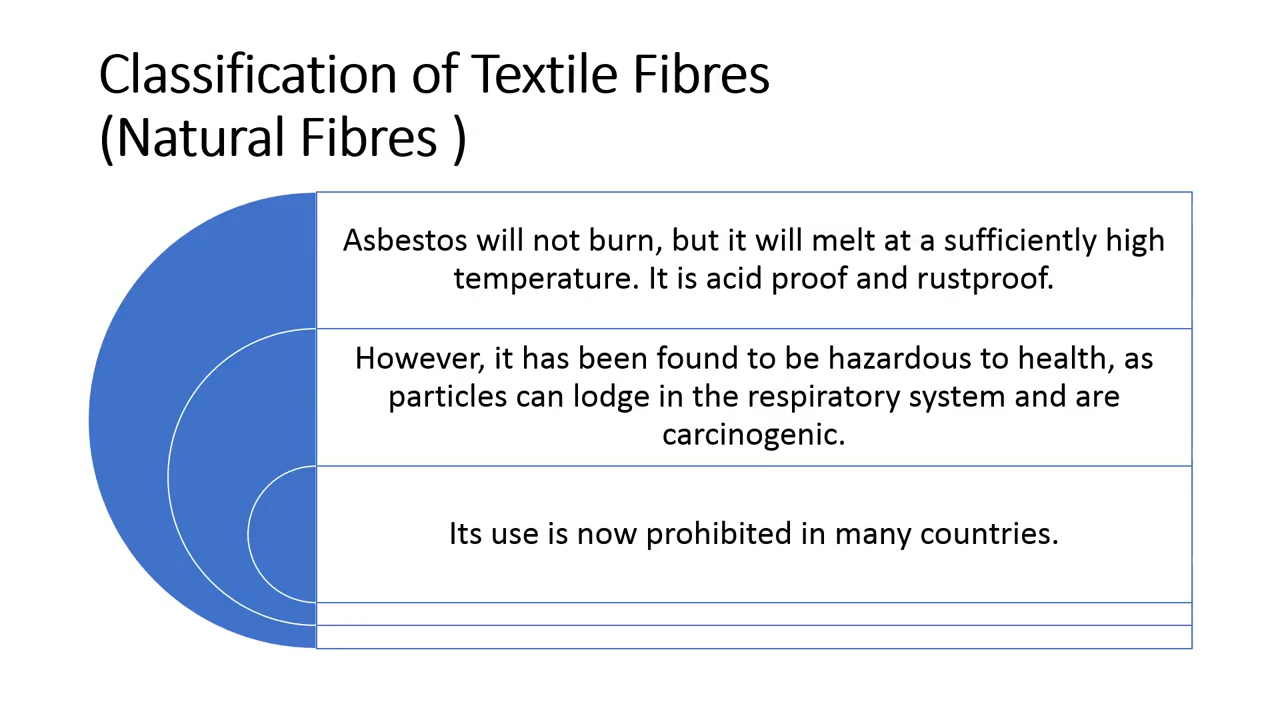 Classification of Textile Fibres
(Natural Fibres )
Asbestos will not burn, but it will melt at a sufficiently high
temperature. It is acid proof and rustproof.
However, it has been found to be hazardous to health, as
particles can lodge in the respiratory system and are
carcinogenic.
Its use is now prohibited in many countries.